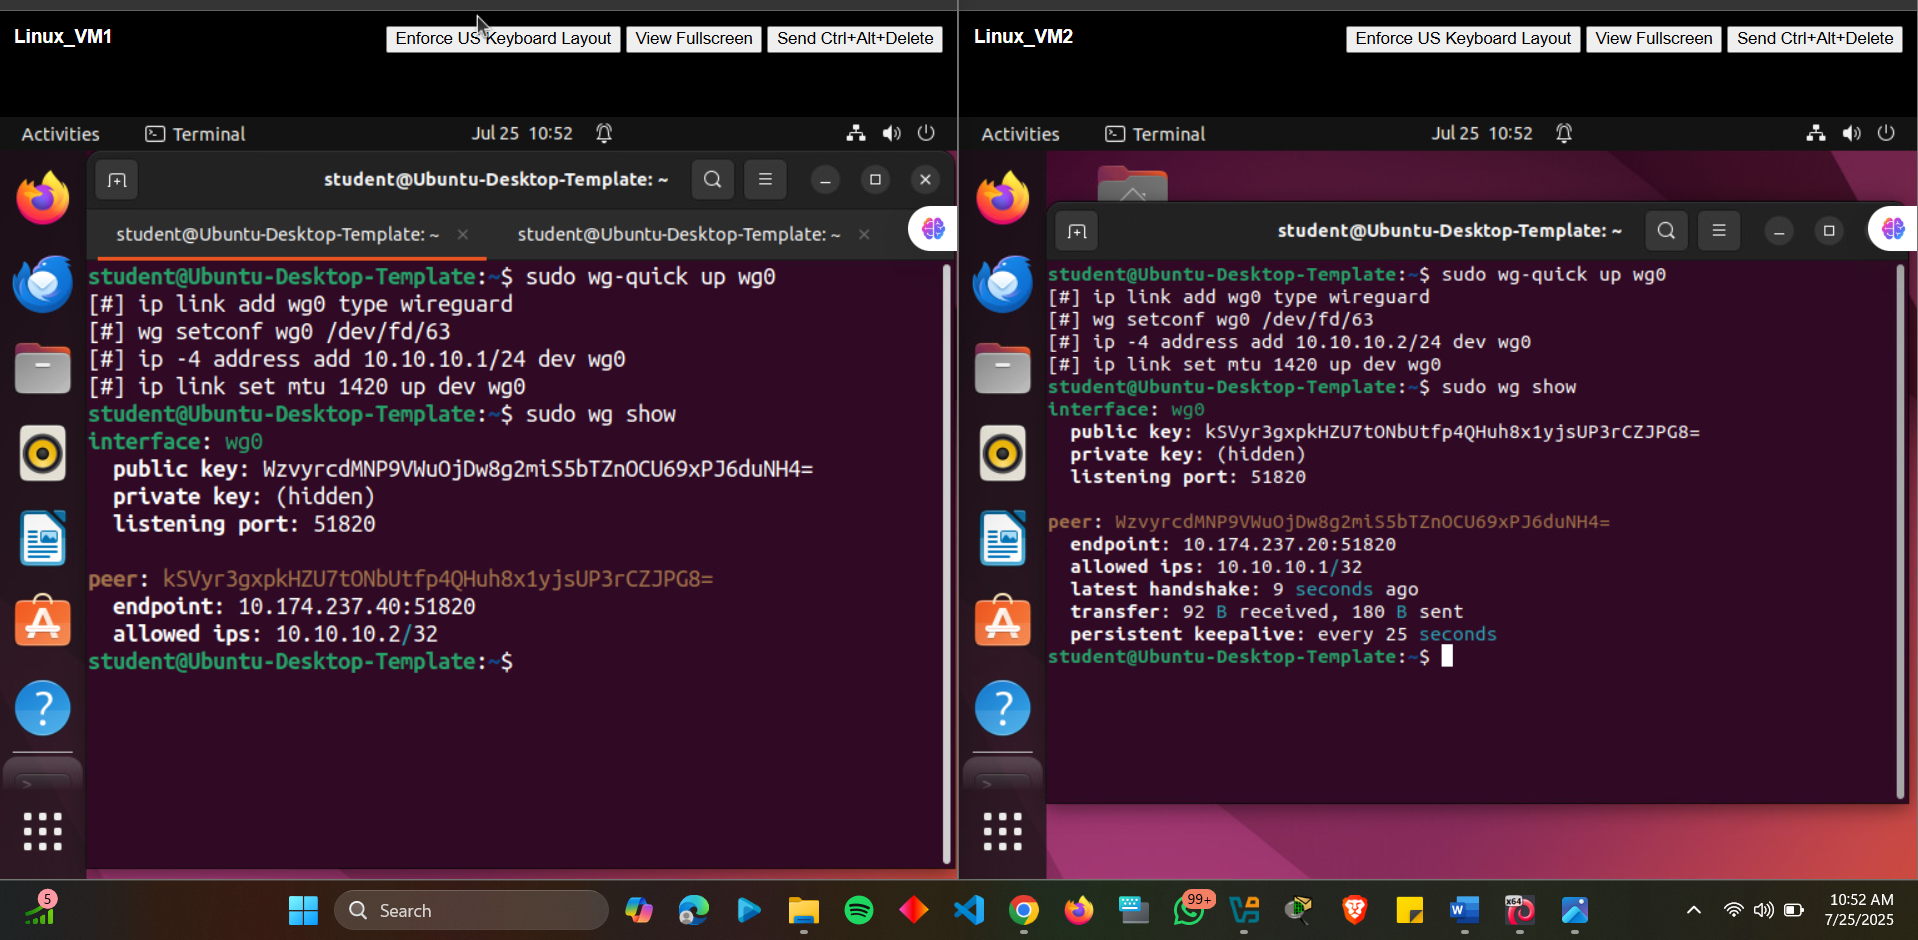 Linux_VM1
Enforce US Keyboard Layout
View Fullscreen
Send Ctrl+Alt+Delete
Activities
Terminal
Jul 25 10:52
student@Ubuntu-Desktop-Template: ~
student@Ubuntu-Desktop-Template: ~ ×
student@Ubuntu-Desktop-Template: ~ ×
student@Ubuntu-Desktop-Template:~$ sudo wg-quick up wg0
[#] ip link add wg0 type wireguard
[#] wg setconf wg0 /dev/fd/63
[#] ip -4 address add 10.10.10.1/24 dev wg0
[#] ip link set mtu 1420 up dev wg0
student@Ubuntu-Desktop-Template:~$ sudo wg show
interface: wg0
public key: WzvyrcdMNP9VWuOjDw8g2miS5bTZnOCU69xPJ6duNH4=
private key: (hidden)
listening port: 51820
peer: kSVyr3gxpkHZU7tONbUtfp4QHuh8x1yjsUP3rCZJPG8=
endpoint: 10.174.237.40:51820
allowed ips: 10.10.10.2/32
student@Ubuntu-Desktop-Template:~$
Linux_VM2
Enforce US Keyboard Layout
View Fullscreen
Send Ctrl+Alt+Delete
Activities
Terminal
Jul 25 10:52
student@Ubuntu-Desktop-Template: ~
student@Ubuntu-Desktop-Template:~$ sudo wg-quick up wg0
[#] ip link add wg0 type wireguard
[#] wg setconf wg0 /dev/fd/63
[#] ip -4 address add 10.10.10.2/24 dev wg0
[#] ip link set mtu 1420 up dev wg0
student@Ubuntu-Desktop-Template:~$ sudo wg show
interface: wg0
public key: kSVyr3gxpkHZU7tONbUtfp4QHuh8x1yjsUP3rCZJPG8=
private key: (hidden)
listening port: 51820
peer: WzvyrcdMNP9VWuOjDw8g2miS5bTZnOCU69xPJ6duNH4=
endpoint: 10.174.237.20:51820
allowed ips: 10.10.10.1/32
latest handshake: 9 seconds ago
transfer: 92 B received, 180 B sent
persistent keepalive: every 25 seconds
student@Ubuntu-Desktop-Template:~$
5
Search
99+
x64
10:52 AM
7/25/2025